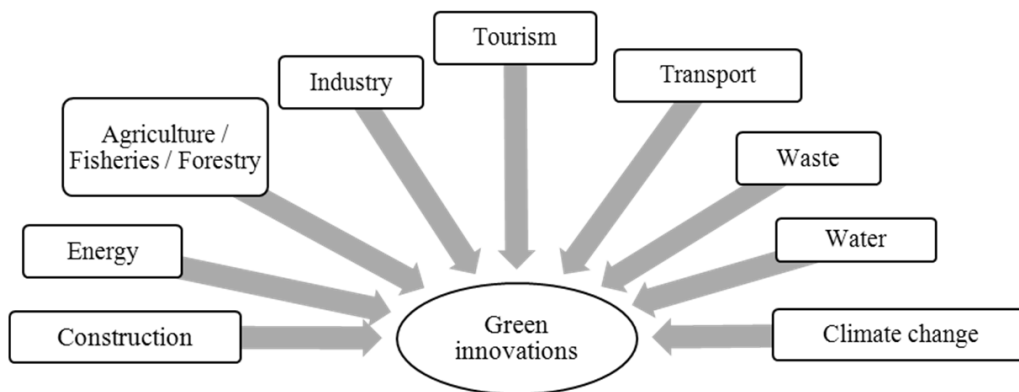 Tourism
Industry
Transport
Agriculture /
Fisheries / Forestry
Waste
Energy
Water
Construction
Green
innovations
Climate change